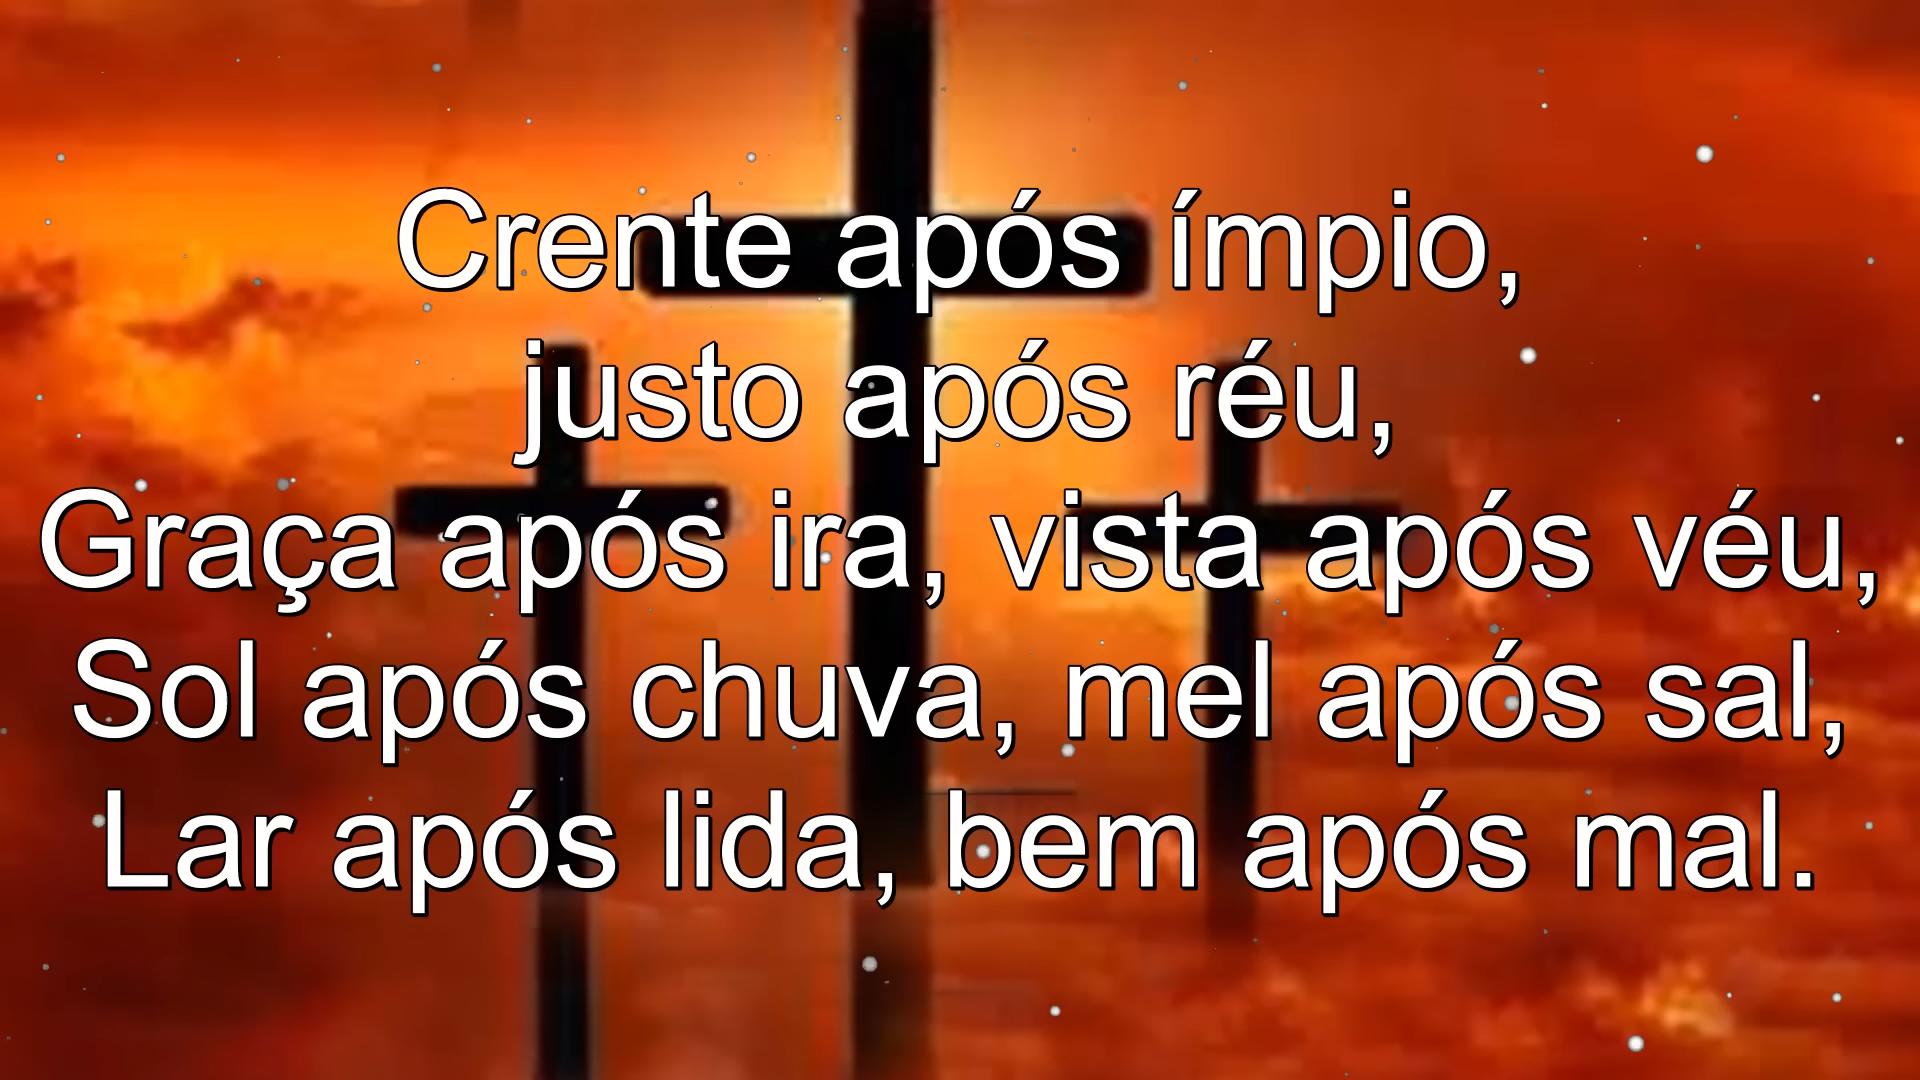 Crente após ímpio,
justo após réu,
Graça após ira, vista após véu,
Sol após chuva, mel após sal,
Lar após lida, bem após mal.